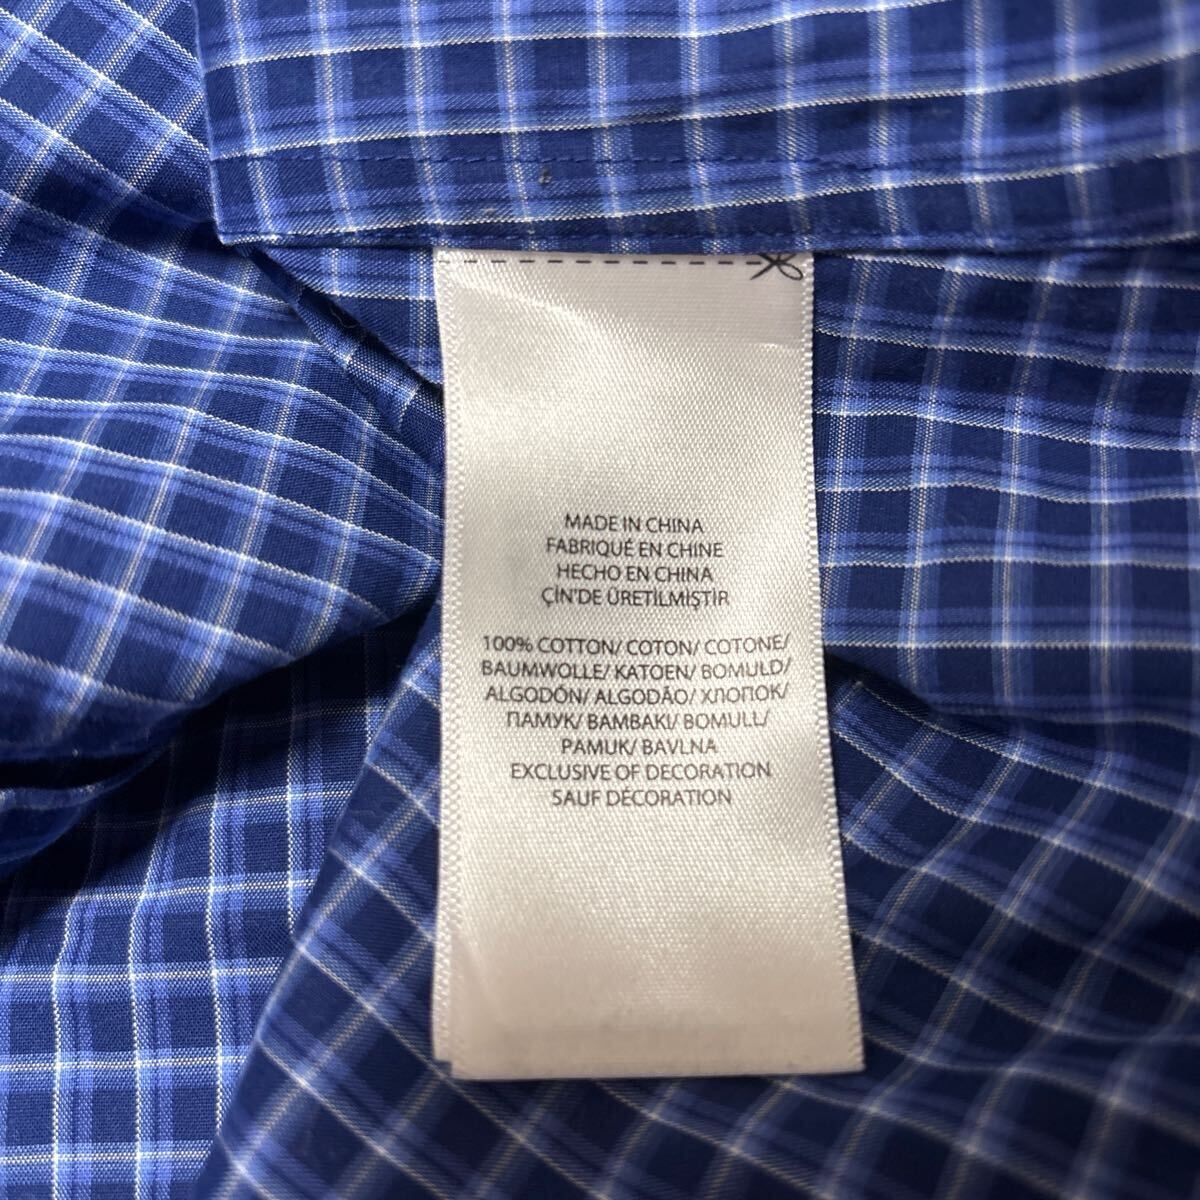 MADE IN CHINA
FABRIQUÉ EN CHINE
HECHO EN CHINA
ÇİN'DE ÜRETİLMİŞTİR
100% COTTON/ COTON/ COTONE/
BAUMWOLLE/ KATOEN/ BOMULD/
ALGODÓN/ ALGODÃO/ ХЛОПОК/
ПАМУК/ ΒΑΜΒΑΚΙ/ BOMULL/
PAMUK/ BAVLNA
EXCLUSIVE OF DECORATION
SAUF DÉCORATION